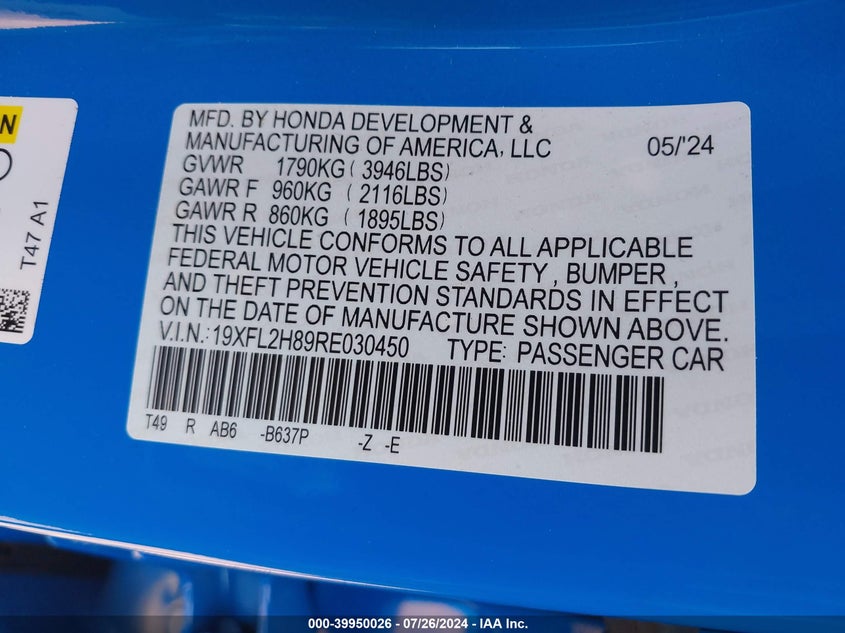 N
T47 A1
MFD. BY HONDA DEVELOPMENT &
MANUFACTURING OF AMERICA, LLC 05/'24
GVWR 1790KG ( 3946LBS)
GAWR F 960KG ( 2116LBS)
GAWR R 860KG ( 1895LBS)
THIS VEHICLE CONFORMS TO ALL APPLICABLE
FEDERAL MOTOR VEHICLE SAFETY , BUMPER ,
AND THEFT PREVENTION STANDARDS IN EFFECT
ON THE DATE OF MANUFACTURE SHOWN ABOVE.
V.I.N.: 19XFL2H89RE030450 TYPE: PASSENGER CAR
T49 R AB6 -B637P -Z -E
000-39950026 - 07/26/2024 - IAA Inc.